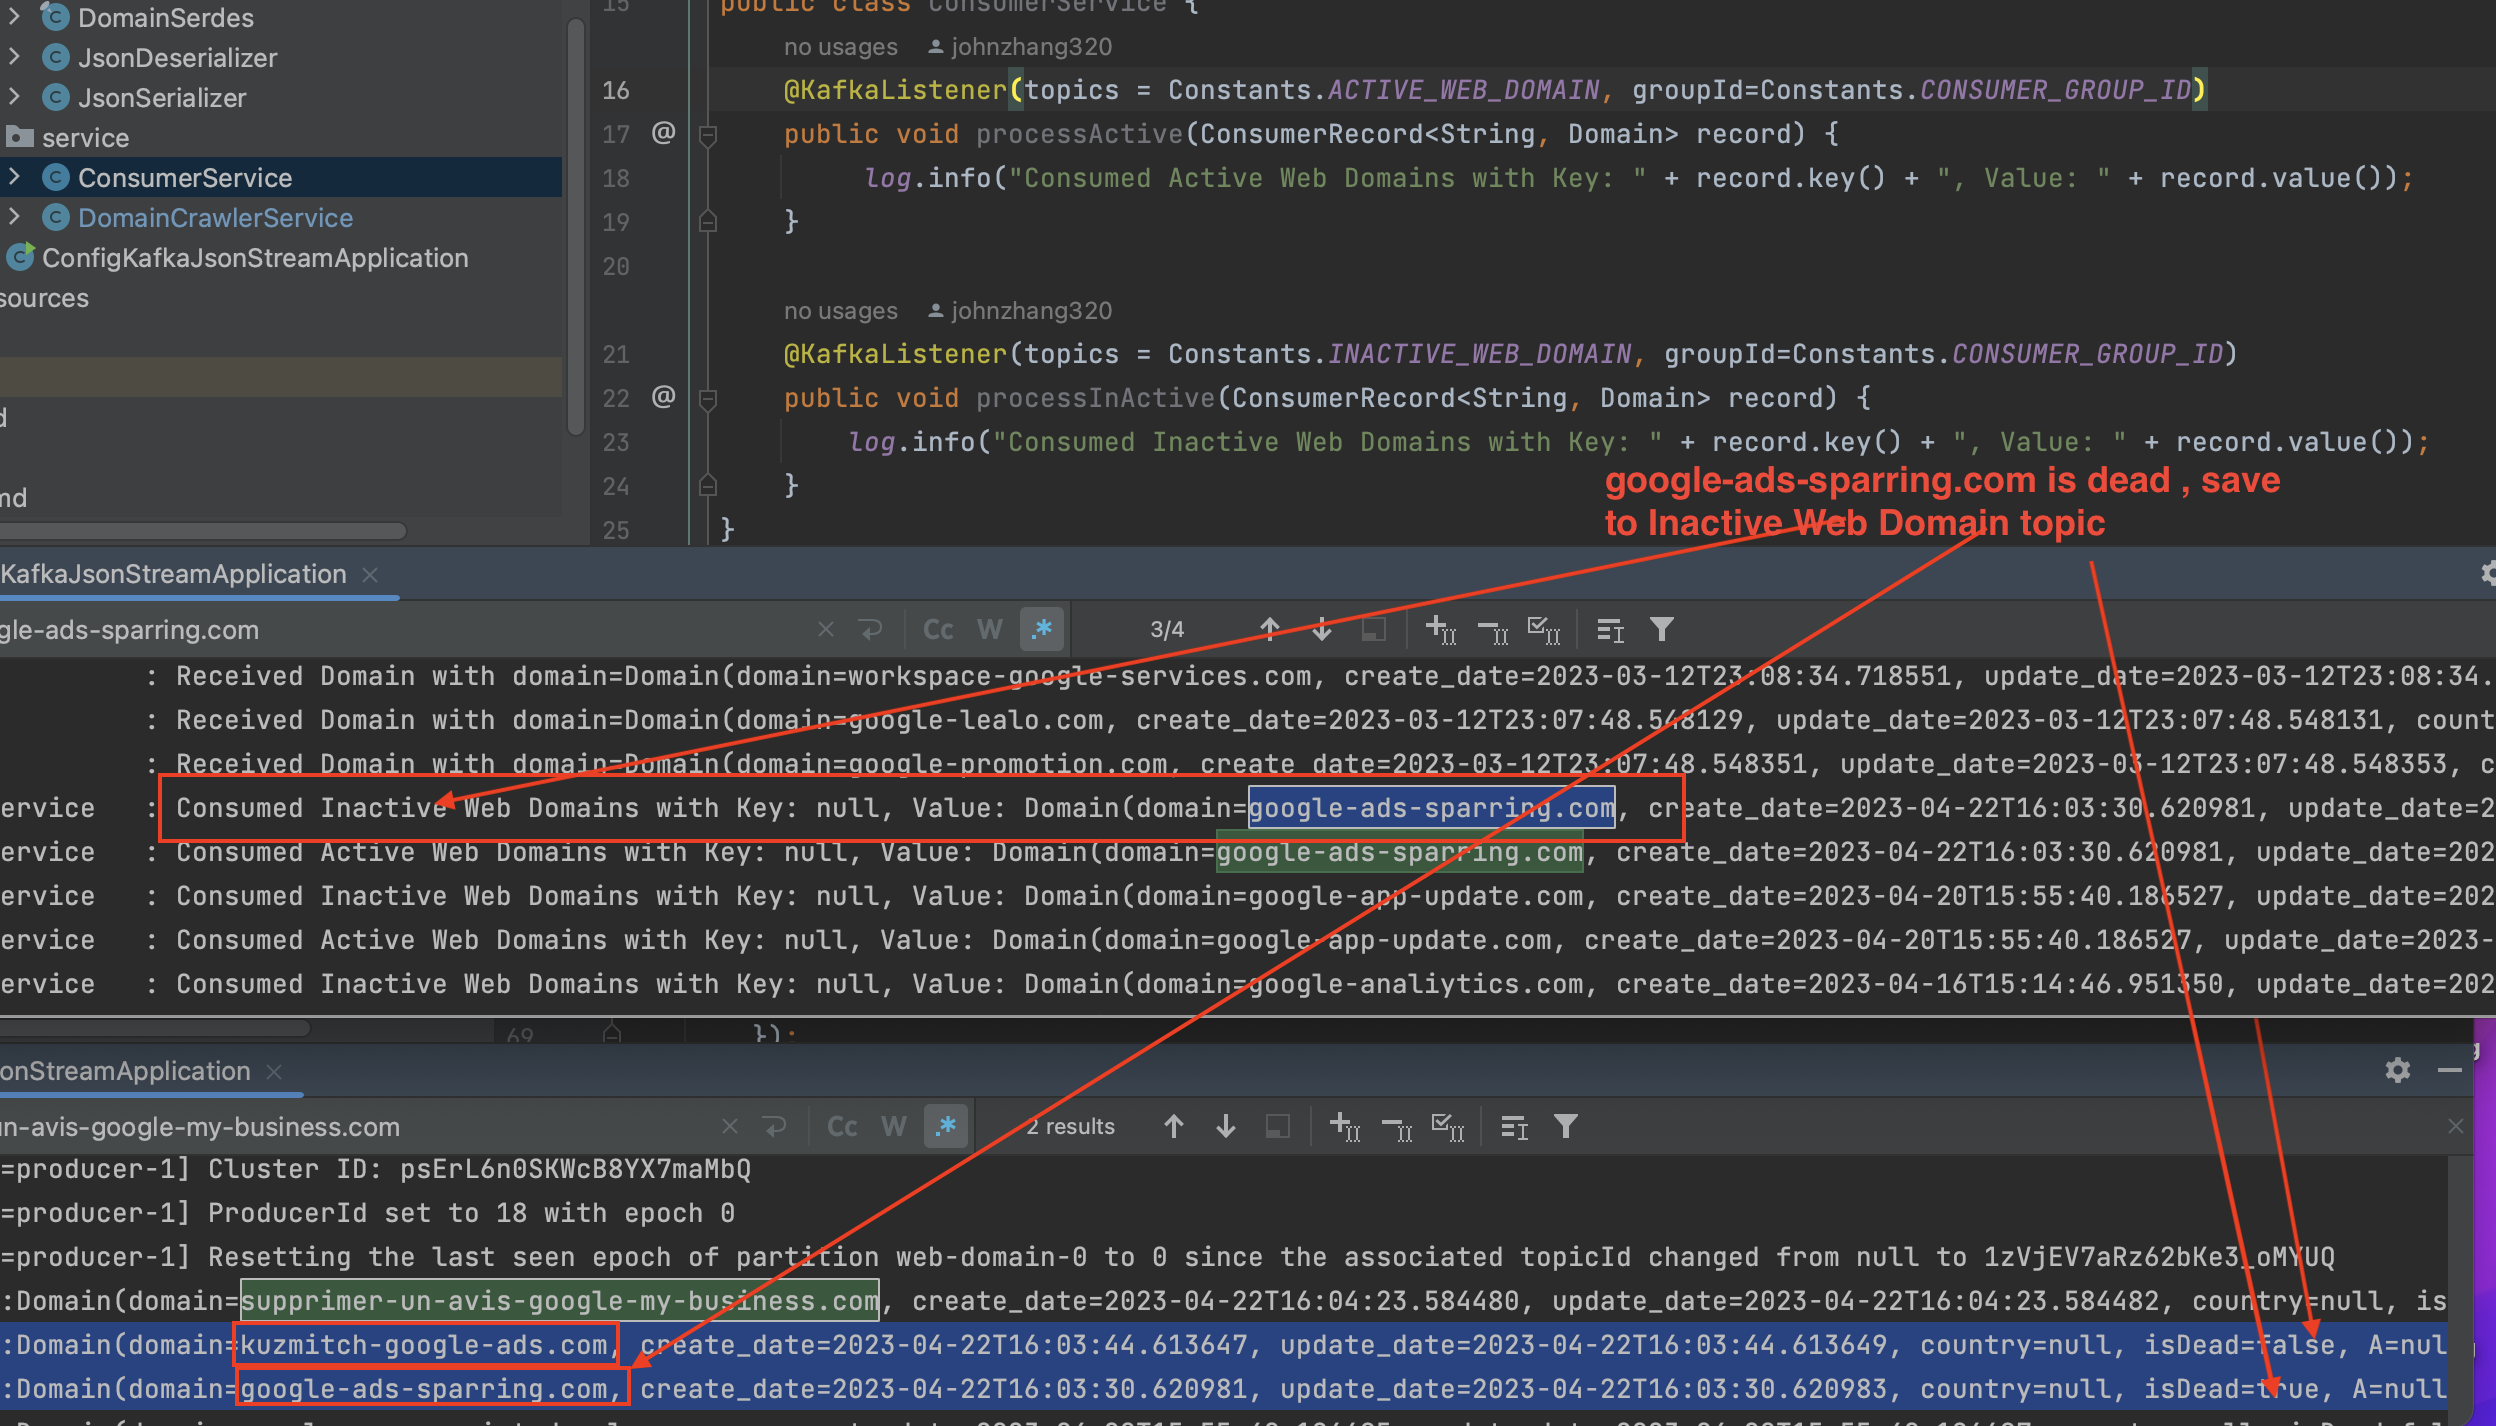 DomainSerdes
JsonDeserializer
JsonSerializer
service
ConsumerService
DomainCrawlerService
ConfigKafkaJsonStreamApplication
sources
md
15 public class ConsumerService {
no usages johnzhang320
16 @KafkaListener(topics = Constants.ACTIVE_WEB_DOMAIN, groupId=Constants.CONSUMER_GROUP_ID)
17 @ public void processActive(ConsumerRecord<String, Domain> record) {
18 log.info("Consumed Active Web Domains with Key: " + record.key() + ", Value: " + record.value());
19 }
20
no usages johnzhang320
21 @KafkaListener(topics = Constants.INACTIVE_WEB_DOMAIN, groupId=Constants.CONSUMER_GROUP_ID)
22 @ public void processInActive(ConsumerRecord<String, Domain> record) {
23 log.info("Consumed Inactive Web Domains with Key: " + record.key() + ", Value: " + record.value());
24 }
25 }
google-ads-sparring.com is dead , save
to Inactive Web Domain topic
KafkaJsonStreamApplication
gle-ads-sparring.com Cc W .* 3/4
: Received Domain with domain=Domain(domain=workspace-google-services.com, create_date=2023-03-12T23:08:34.718551, update_date=2023-03-12T23:08:34.
: Received Domain with domain=Domain(domain=google-lealo.com, create_date=2023-03-12T23:07:48.548129, update_date=2023-03-12T23:07:48.548131, count
: Received Domain with domain=Domain(domain=google-promotion.com, create_date=2023-03-12T23:07:48.548351, update_date=2023-03-12T23:07:48.548353, c
ervice : Consumed Inactive Web Domains with Key: null, Value: Domain(domain=google-ads-sparring.com, create_date=2023-04-22T16:03:30.620981, update_date=2
ervice : Consumed Active Web Domains with Key: null, Value: Domain(domain=google-ads-sparring.com, create_date=2023-04-22T16:03:30.620981, update_date=202
ervice : Consumed Inactive Web Domains with Key: null, Value: Domain(domain=google-app-update.com, create_date=2023-04-20T15:55:40.186527, update_date=202
ervice : Consumed Active Web Domains with Key: null, Value: Domain(domain=google-app-update.com, create_date=2023-04-20T15:55:40.186527, update_date=2023-
ervice : Consumed Inactive Web Domains with Key: null, Value: Domain(domain=google-analiytics.com, create_date=2023-04-16T15:14:46.951350, update_date=202
69 });
onStreamApplication
un-avis-google-my-business.com Cc W .* 2 results
=producer-1] Cluster ID: psErL6n0SKWcB8YX7maMbQ
=producer-1] ProducerId set to 18 with epoch 0
=producer-1] Resetting the last seen epoch of partition web-domain-0 to 0 since the associated topicId changed from null to 1zVjEV7aRz62bKe3_oMYUQ
:Domain(domain=supprimer-un-avis-google-my-business.com, create_date=2023-04-22T16:04:23.584480, update_date=2023-04-22T16:04:23.584482, country=null, is
:Domain(domain=kuzmitch-google-ads.com, create_date=2023-04-22T16:03:44.613647, update_date=2023-04-22T16:03:44.613649, country=null, isDead=false, A=nul
:Domain(domain=google-ads-sparring.com, create_date=2023-04-22T16:03:30.620981, update_date=2023-04-22T16:03:30.620983, country=null, isDead=true, A=null